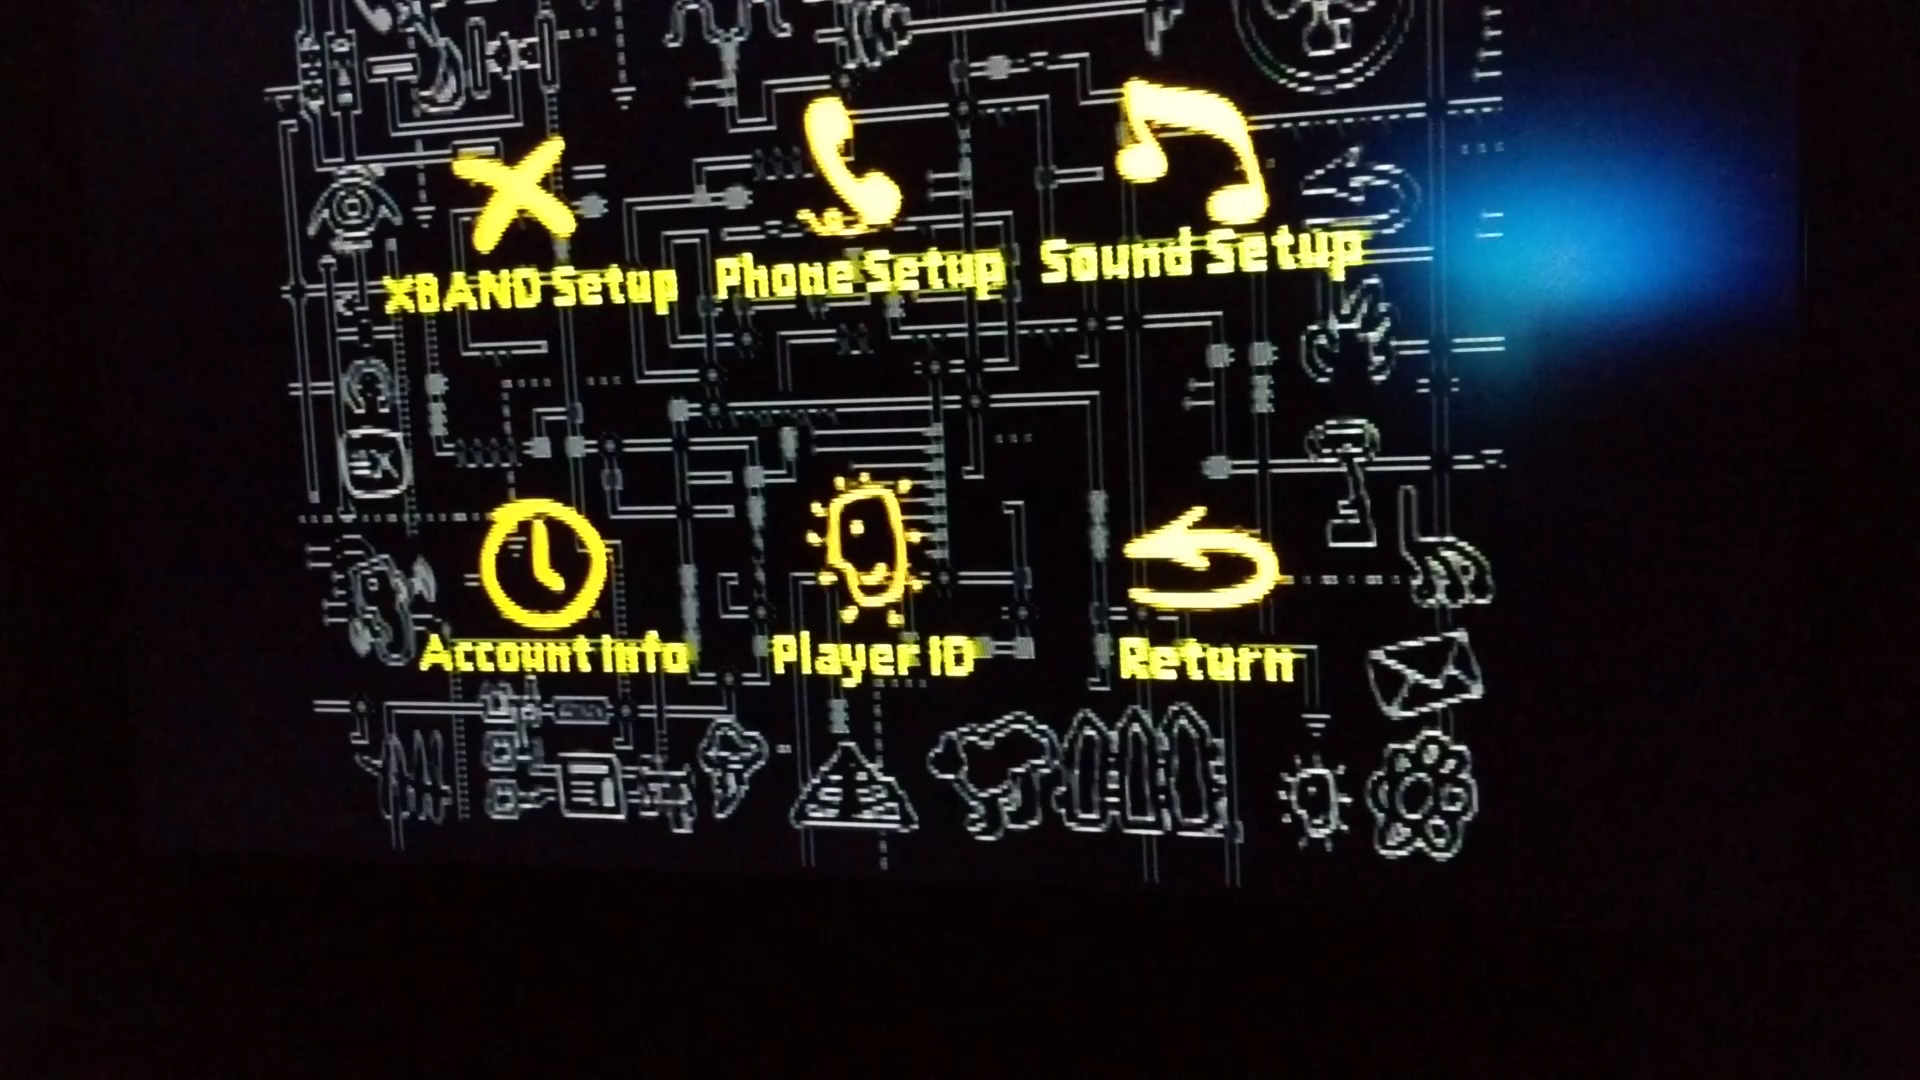 XBAND Setup
Phone Setup
Sound Setup
Account Info
Player ID
Return